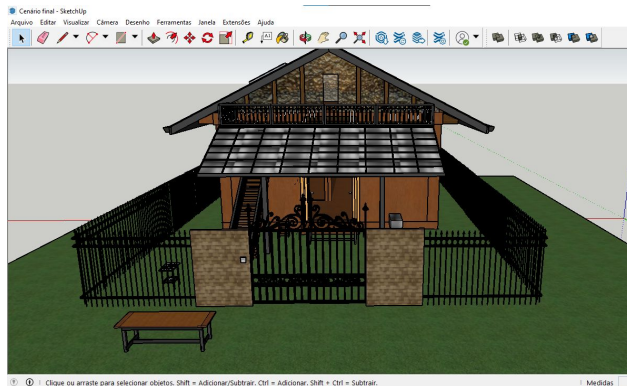 Cenário final - SketchUp
Arquivo Editar Visualizar Câmera Desenho Ferramentas Janela Extensões Ajuda
A1
Clique ou arraste para selecionar objetos. Shift = Adicionar/Subtrair. Ctrl = Adicionar. Shift + Ctrl = Subtrair. Medidas